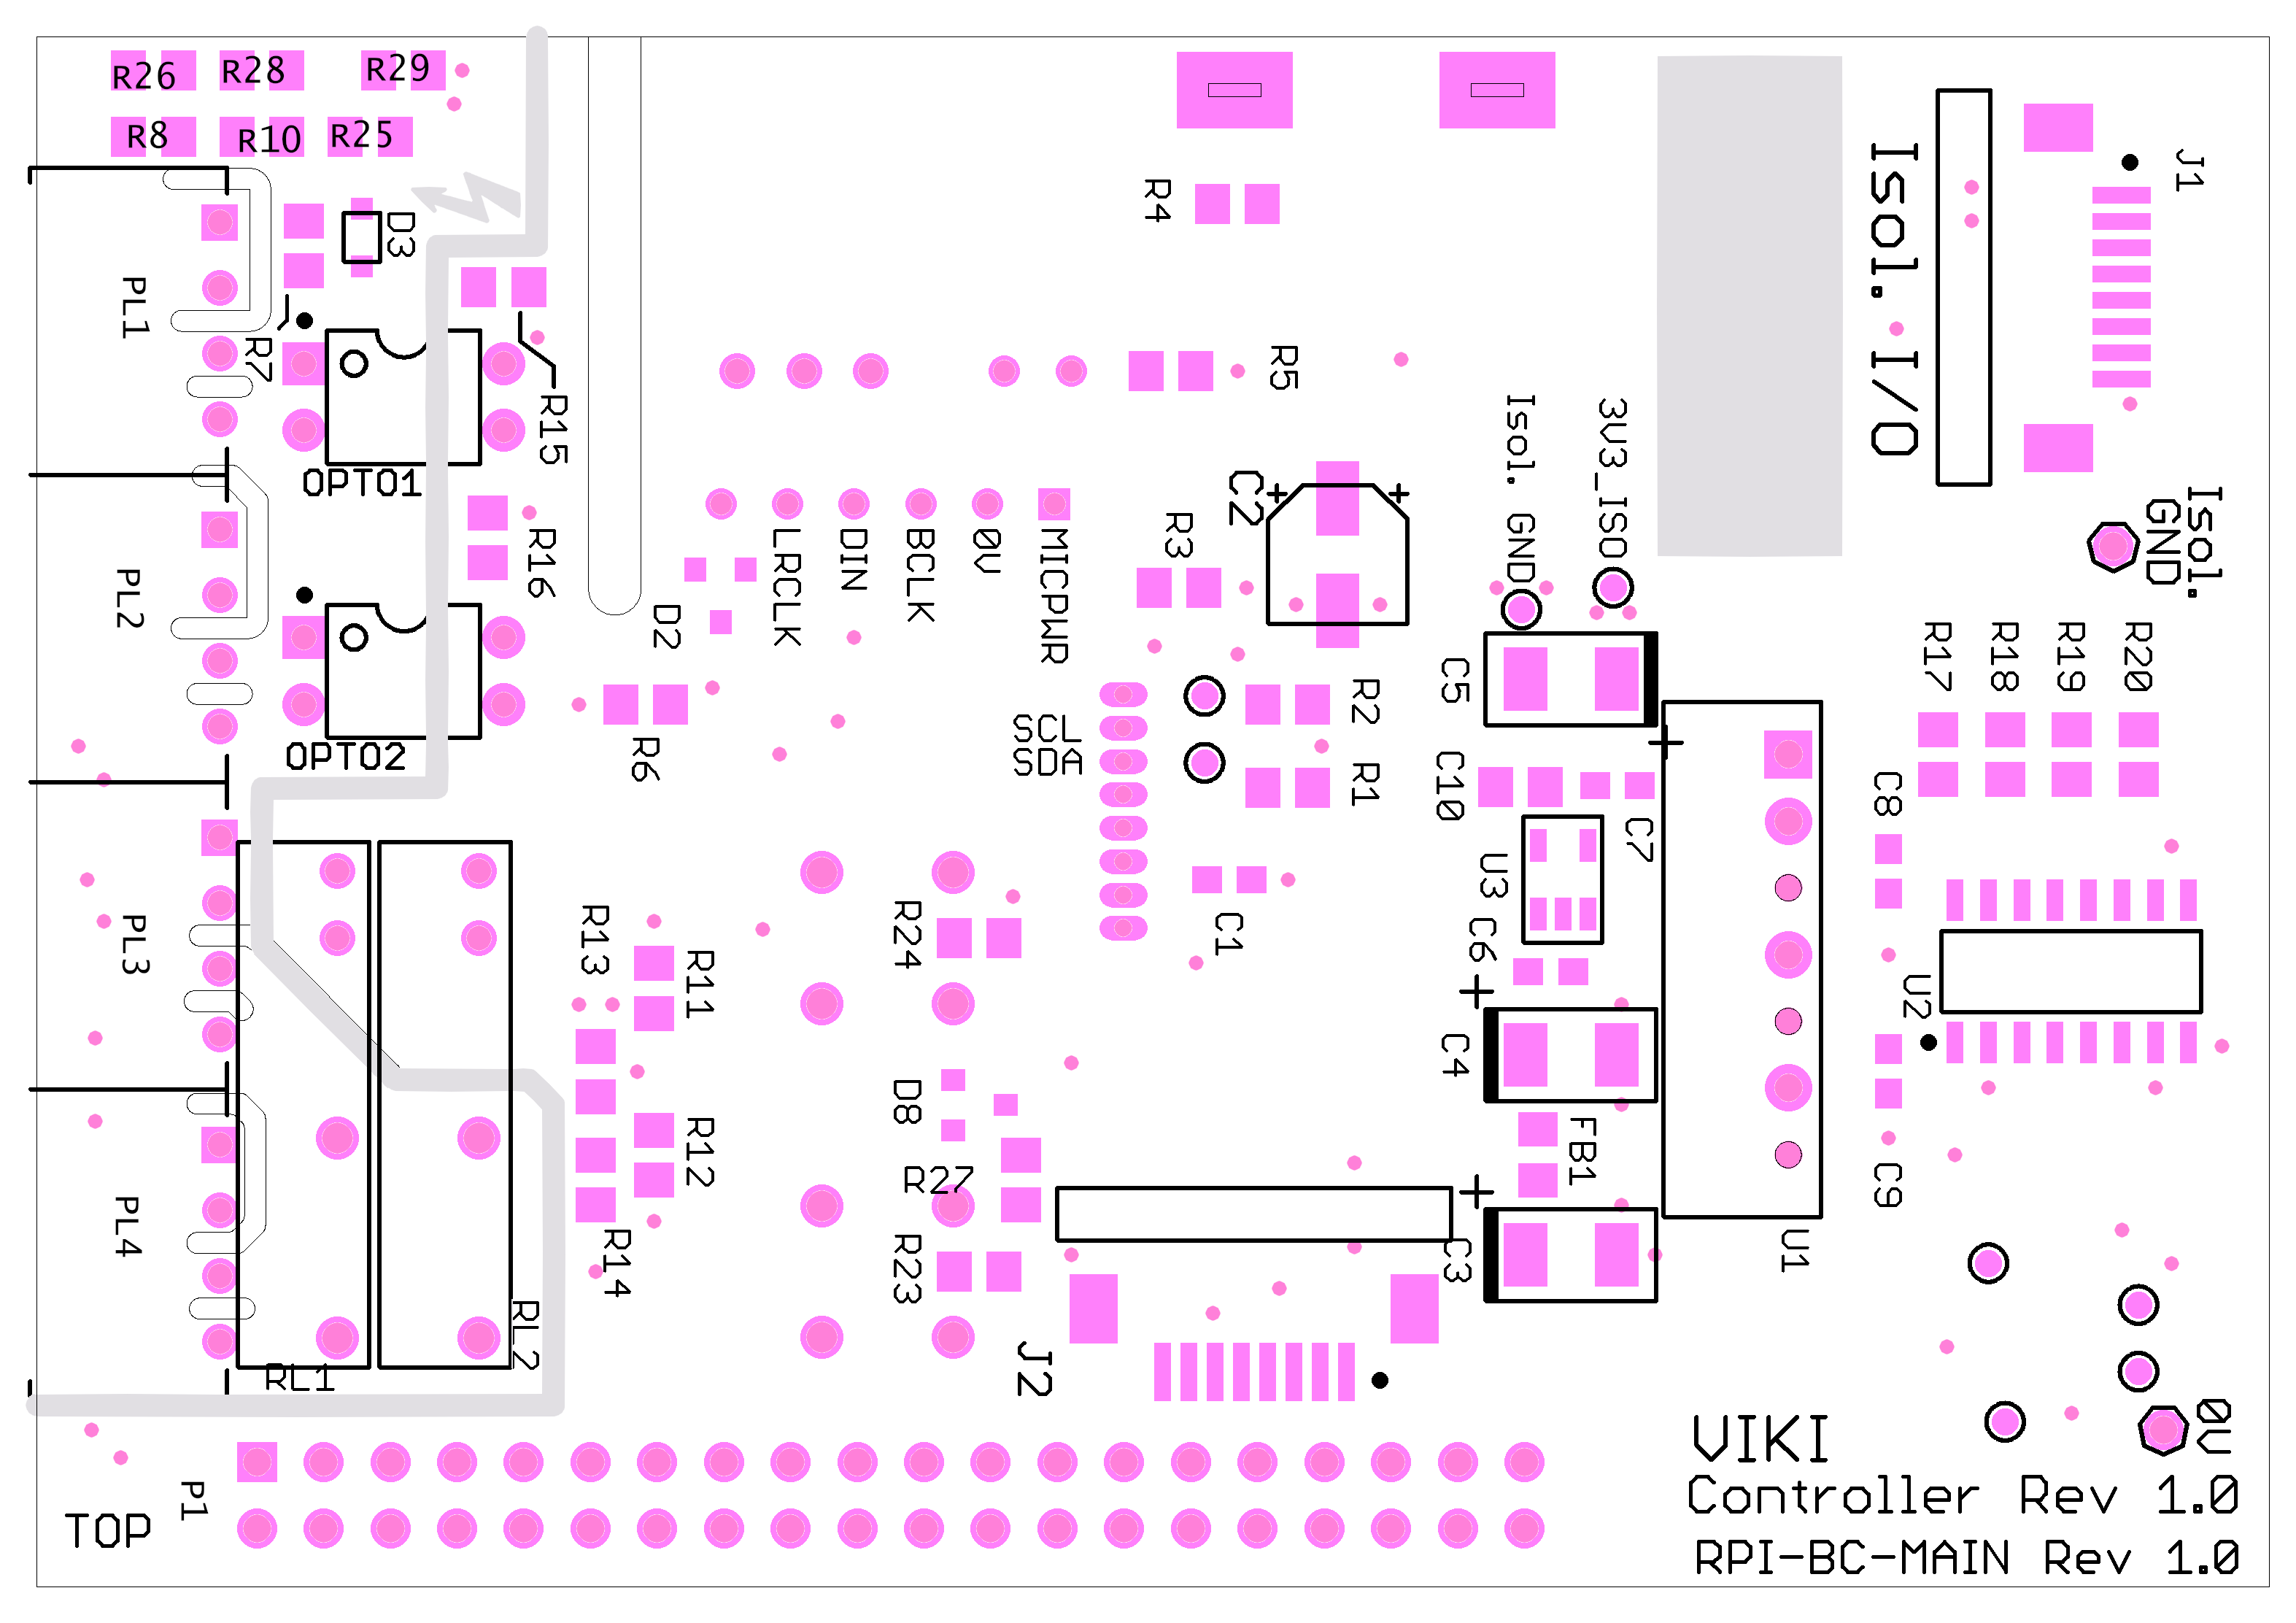 R26 R28 R29
R8 R10 R25
J1
R4
Isol. I/O
D3
PL1
R7
R5
R15
Isol. GND
3V3_ISO
OPTO1
C2
Isol.
GND
R3
R16
LRCLK
DIN
BCLK
0V
MICPWR
PL2
D2
R17
R18
R19
R20
C5
R2
SCL
SDA
OPTO2
R6
R1
C10
C7
C8
U3
R13
R24
C1
C6
PL3
R11
U2
C4
D8
R12
FB1
R27
C9
PL4
R14
R23
C3
U1
RL2
J2
RL1
0V
VIKI
P1
Controller Rev 1.0
TOP
RPI-BC-MAIN Rev 1.0